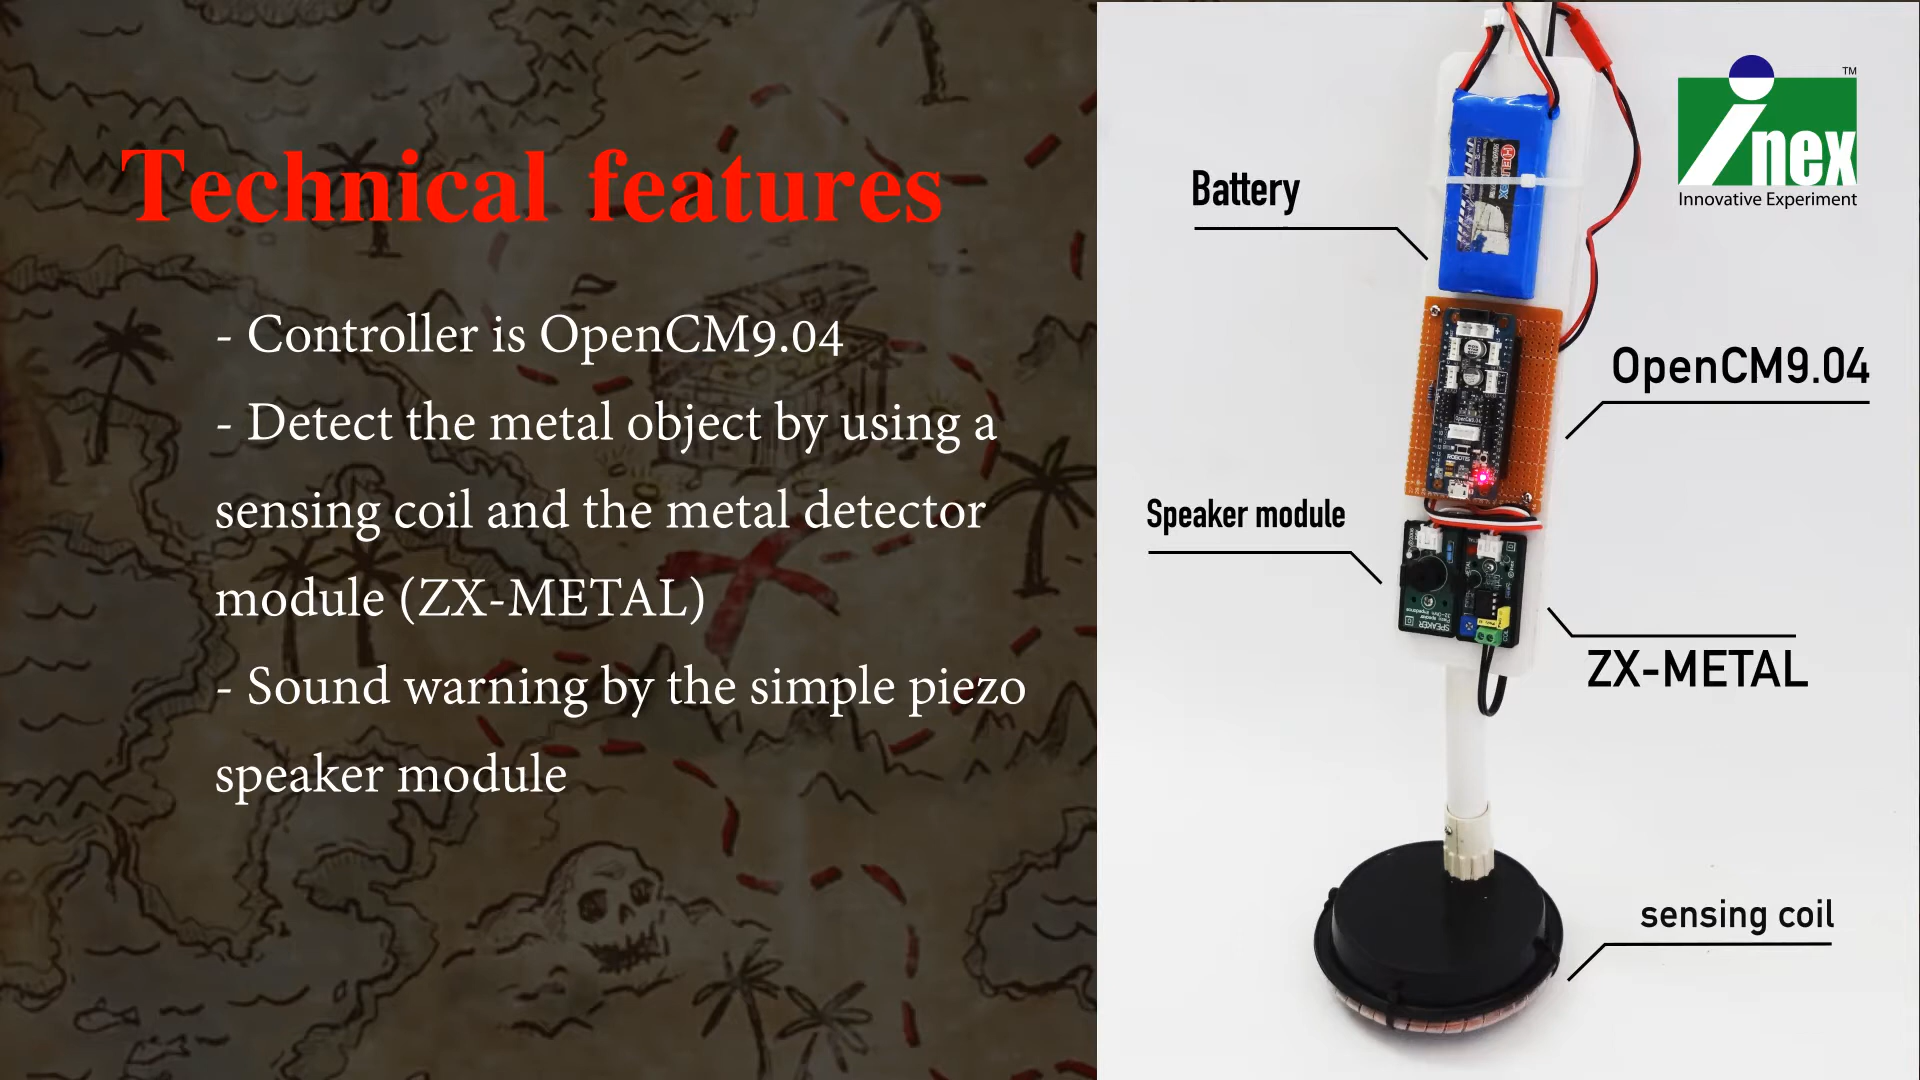 Technical features
- Controller is OpenCM9.04
- Detect the metal object by using a
sensing coil and the metal detector
module (ZX-METAL)
- Sound warning by the simple piezo
speaker module
Battery
OpenCM9.04
Speaker module
ZX-METAL
sensing coil
inex
TM
Innovative Experiment
ROBOTIS
SPEAKER